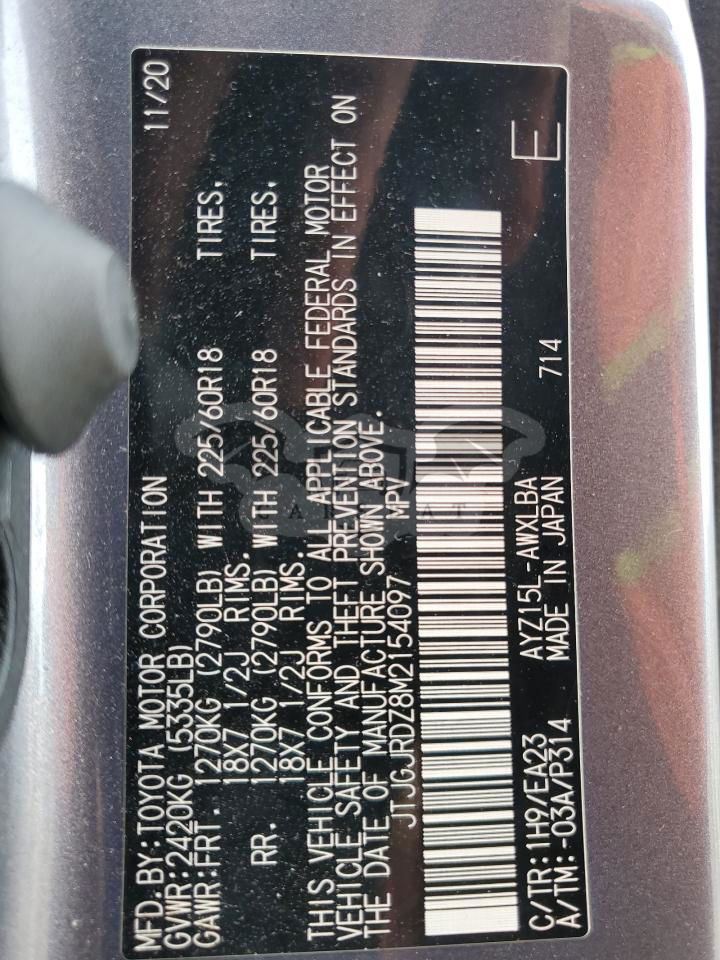 MFD.BY:TOYOTA MOTOR CORPORATION 11/20
GVWR:2420KG (5335LB)
GAWR:FRT. 1270KG (2790LB) WITH 225/60R18 TIRES.
18X7 1/2J RIMS.
RR. 1270KG (2790LB) WITH 225/60R18 TIRES.
18X7 1/2J RIMS.
THIS VEHICLE CONFORMS TO ALL APPLICABLE FEDERAL MOTOR
VEHICLE SAFETY AND THEFT PREVENTION STANDARDS IN EFFECT ON
THE DATE OF MANUFACTURE SHOWN ABOVE.
JTJGJRDZ8M2154097 MPV
C/TR:1H9/EA23 AYZ15L-AWXLBA E
A/TM:-03A/P314 MADE IN JAPAN 714